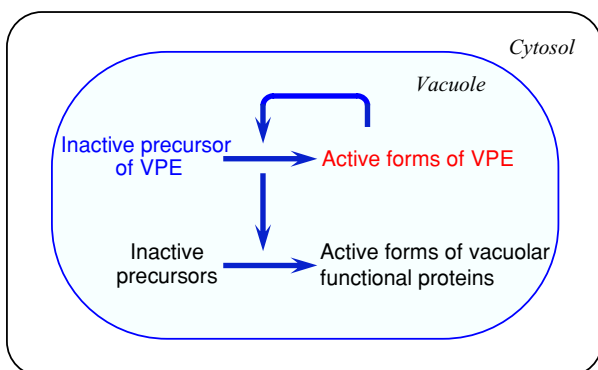 Cytosol
Vacuole
Inactive precursor
of VPE
Active forms of VPE
Inactive
precursors
Active forms of vacuolar
functional proteins